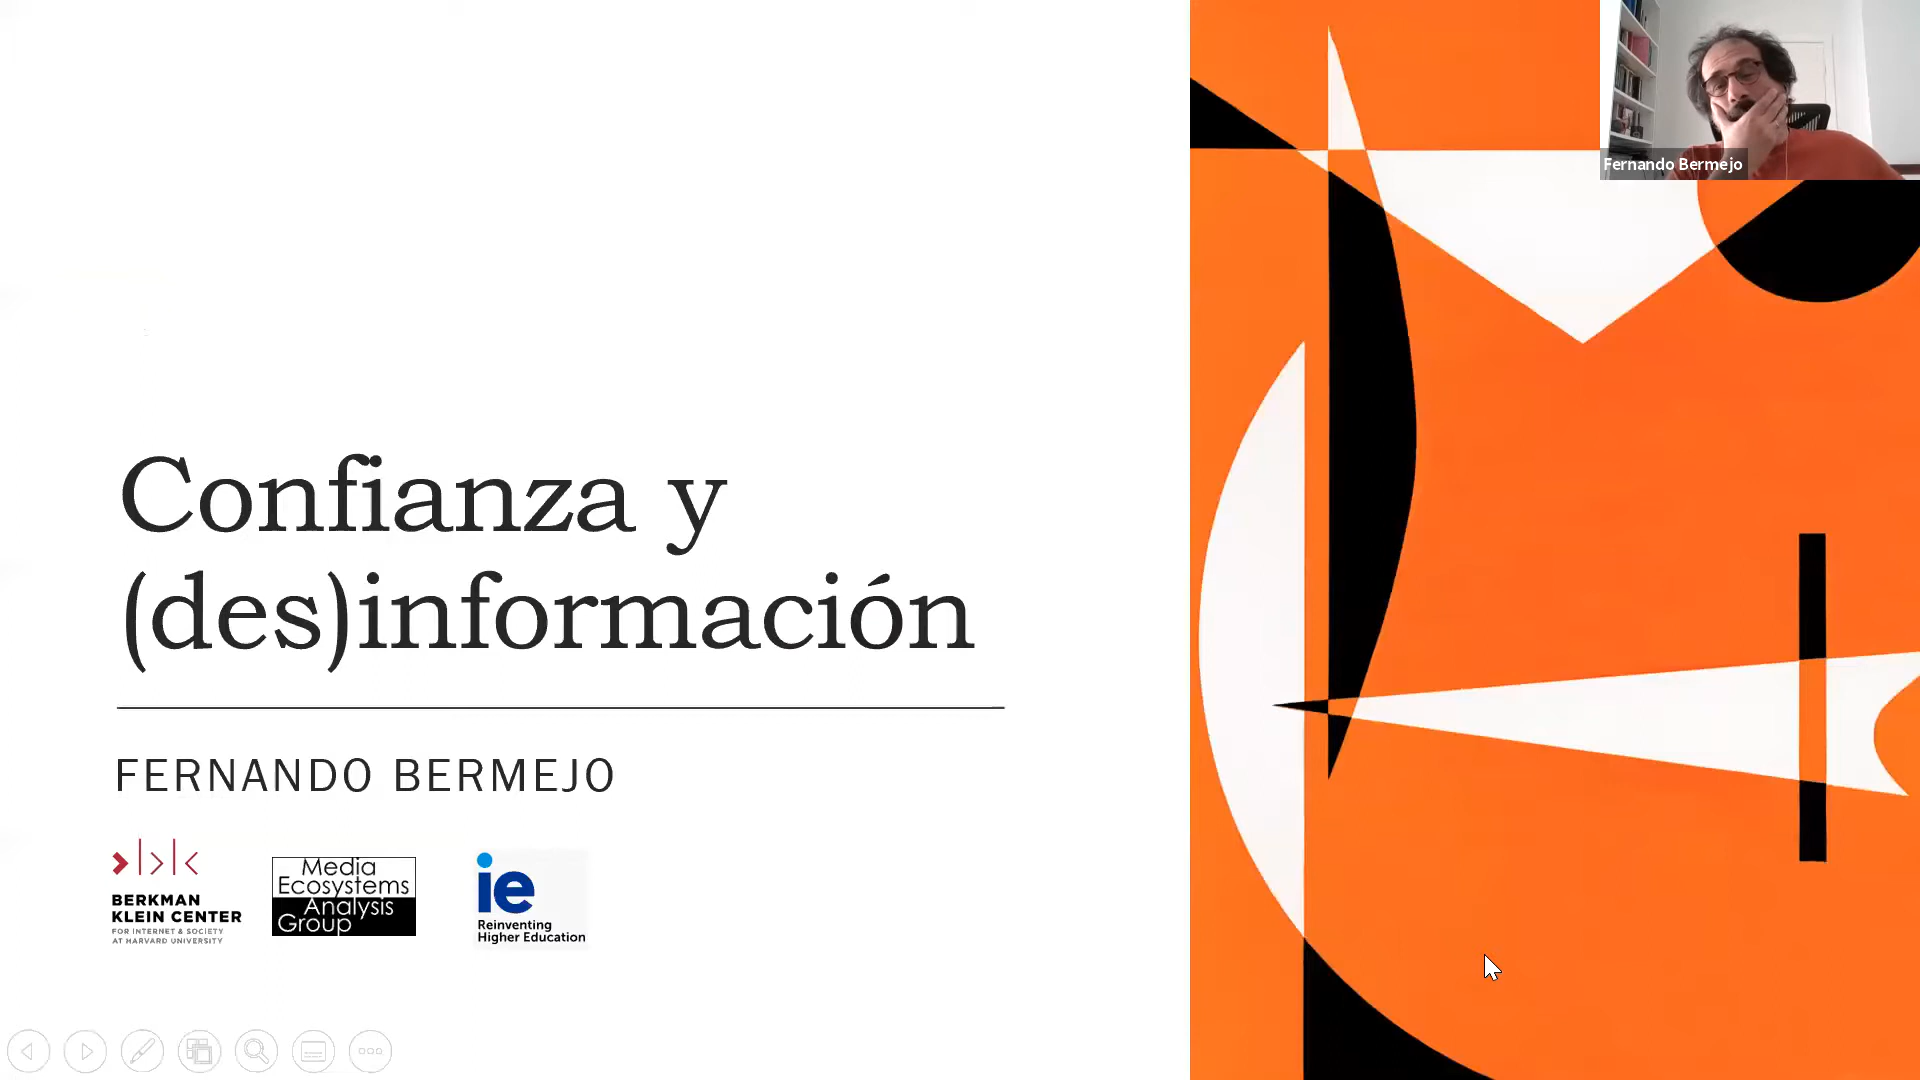 Fernando Bermejo
Confianza y
(des)información
FERNANDO BERMEJO
BERKMAN
KLEIN CENTER
FOR INTERNET & SOCIETY
AT HARVARD UNIVERSITY
Media
Ecosystems
Analysis
Group
ie
Reinventing
Higher Education